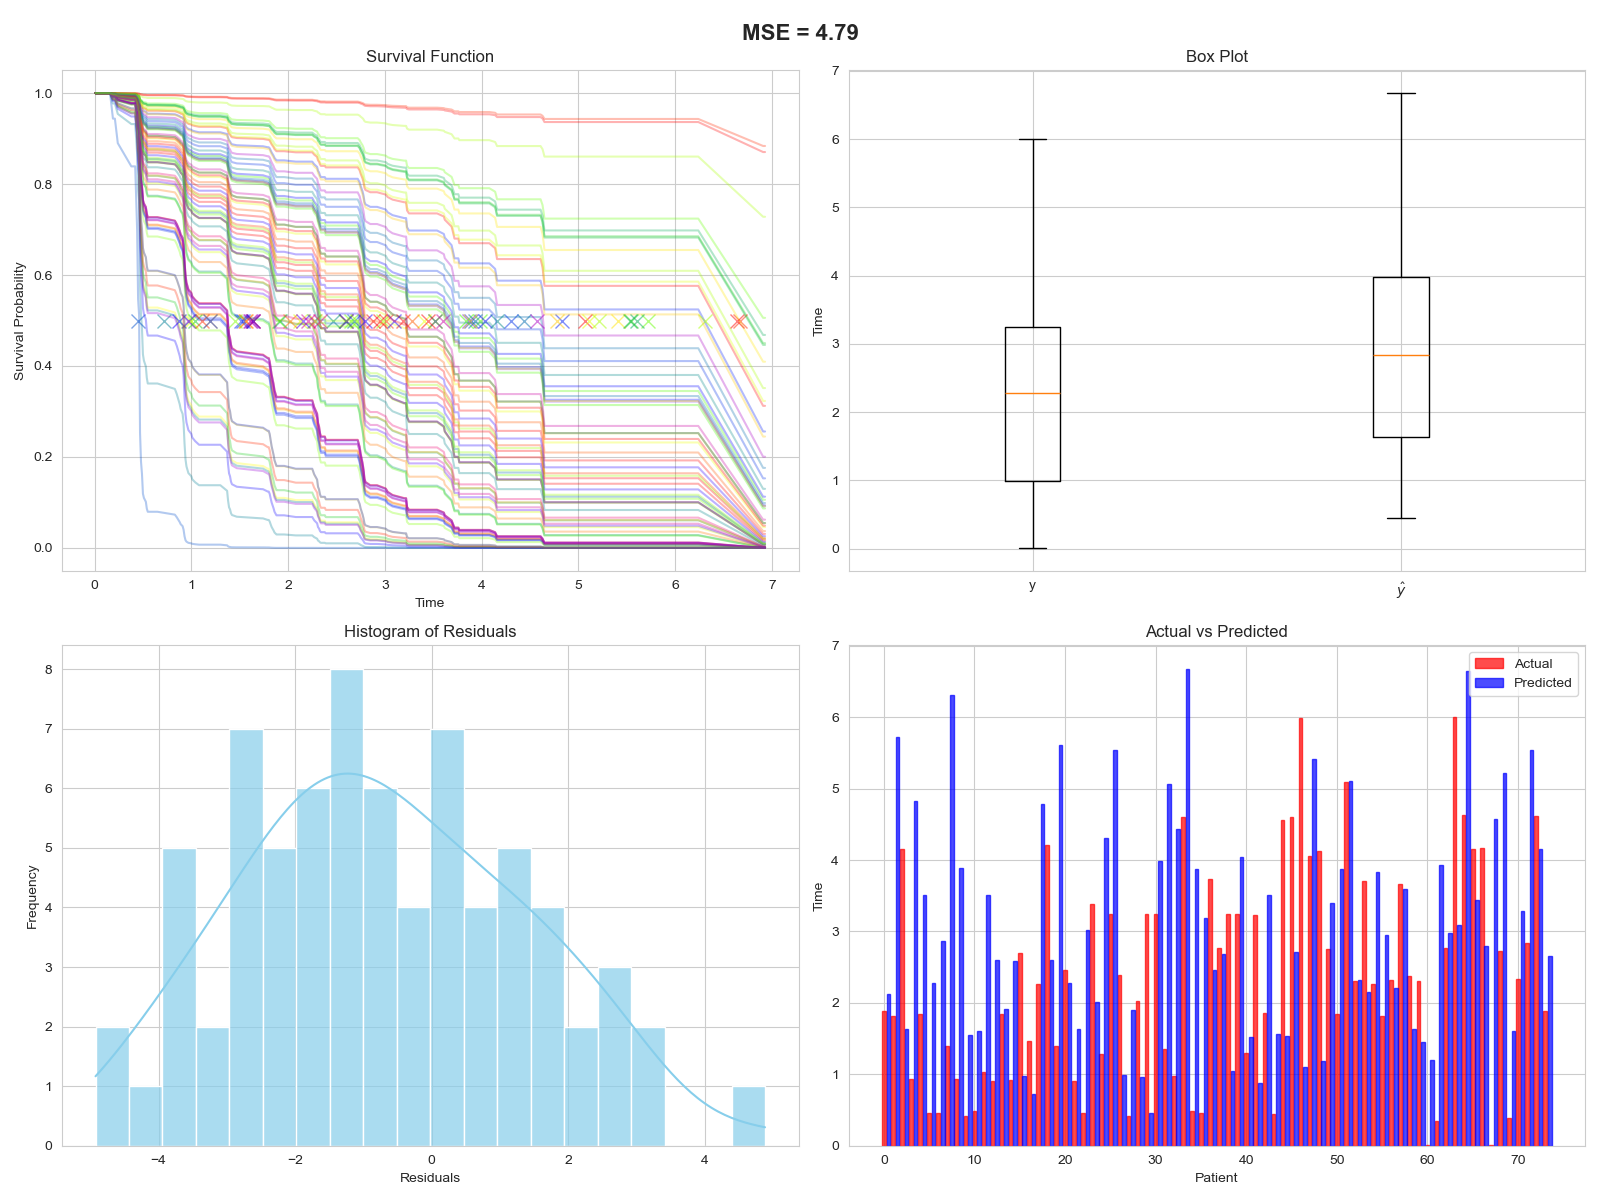 MSE = 4.79
Survival Function
Survival Probability
1.0
0.8
0.6
0.4
0.2
0.0
0 1 2 3 4 5 6 7
Time
Box Plot
Time
7
6
5
4
3
2
1
0
y ŷ
Histogram of Residuals
Frequency
8
7
6
5
4
3
2
1
0
−4 −2 0 2 4
Residuals
Actual vs Predicted
Actual
Predicted
Time
7
6
5
4
3
2
1
0
0 10 20 30 40 50 60 70
Patient